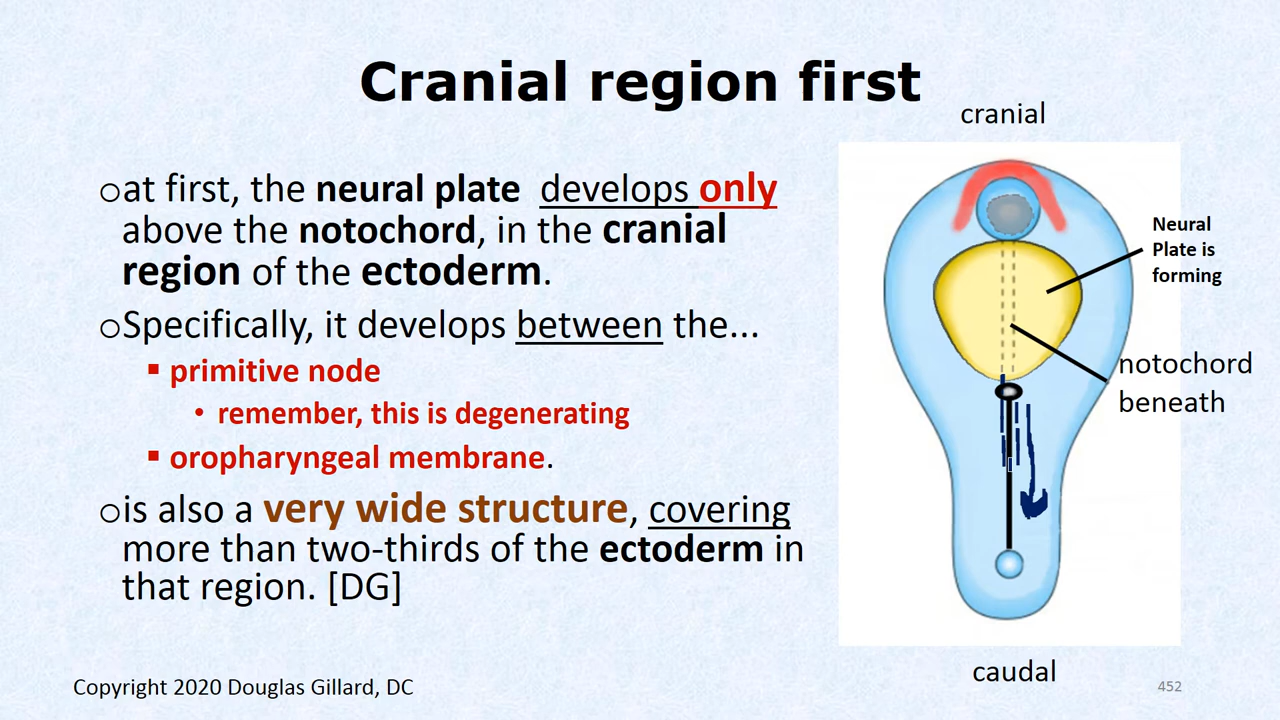 Cranial region first
cranial
oat first, the neural plate develops only
above the notochord, in the cranial
region of the ectoderm.
oSpecifically, it develops between the...
▪ primitive node
• remember, this is degenerating
▪ oropharyngeal membrane.
ois also a very wide structure, covering
more than two-thirds of the ectoderm in
that region. [DG]
Neural
Plate is
forming
notochord
beneath
caudal
Copyright 2020 Douglas Gillard, DC
452